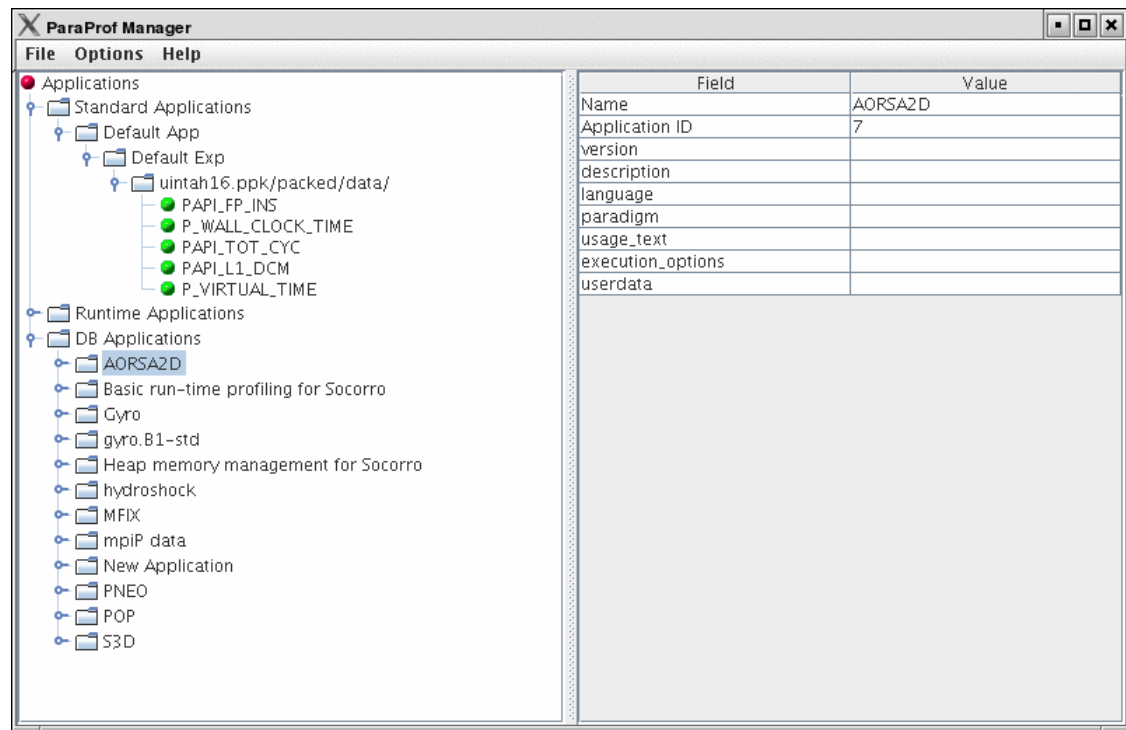 ParaProf Manager
File Options Help
Applications
Standard Applications
Default App
Default Exp
uintah16.ppk/packed/data/
PAPI_FP_INS
P_WALL_CLOCK_TIME
PAPI_TOT_CYC
PAPI_L1_DCM
P_VIRTUAL_TIME
Runtime Applications
DB Applications
AORSA2D
Basic run-time profiling for Socorro
Gyro
gyro.B1-std
Heap memory management for Socorro
hydroshock
MFIX
mpiP data
New Application
PNEO
POP
S3D
Field Value
Name AORSA2D
Application ID 7
version
description
language
paradigm
usage_text
execution_options
userdata